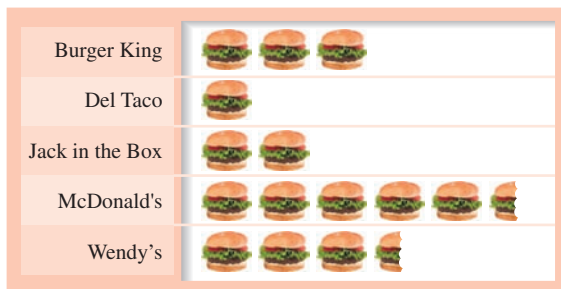 Burger King
Del Taco
Jack in the Box
McDonald's
Wendy’s